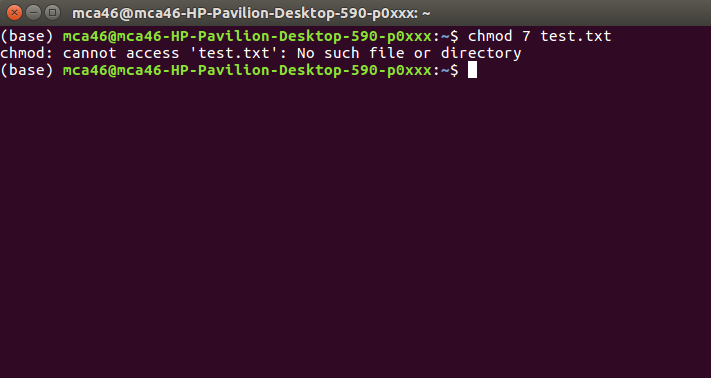 mca46@mca46-HP-Pavilion-Desktop-590-p0xxx: ~
(base) mca46@mca46-HP-Pavilion-Desktop-590-p0xxx:~$ chmod 7 test.txt
chmod: cannot access 'test.txt': No such file or directory
(base) mca46@mca46-HP-Pavilion-Desktop-590-p0xxx:~$